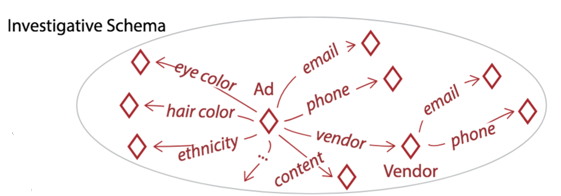 Investigative Schema
eye color
hair color
ethnicity
...
content
Ad
email
phone
vendor
Vendor
email
phone